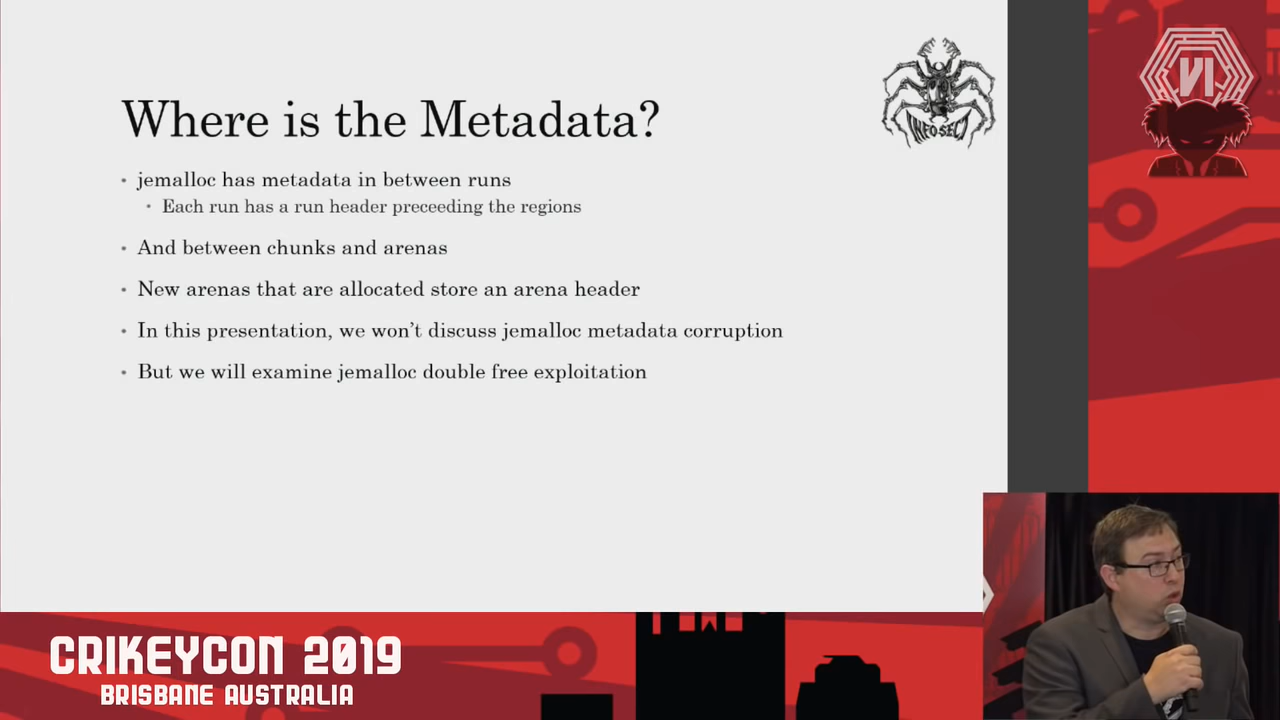 Where is the Metadata?
INFOSECT
VI
• jemalloc has metadata in between runs
• Each run has a run header preceeding the regions
• And between chunks and arenas
• New arenas that are allocated store an arena header
• In this presentation, we won’t discuss jemalloc metadata corruption
• But we will examine jemalloc double free exploitation
CRIKEYCON 2019
BRISBANE AUSTRALIA